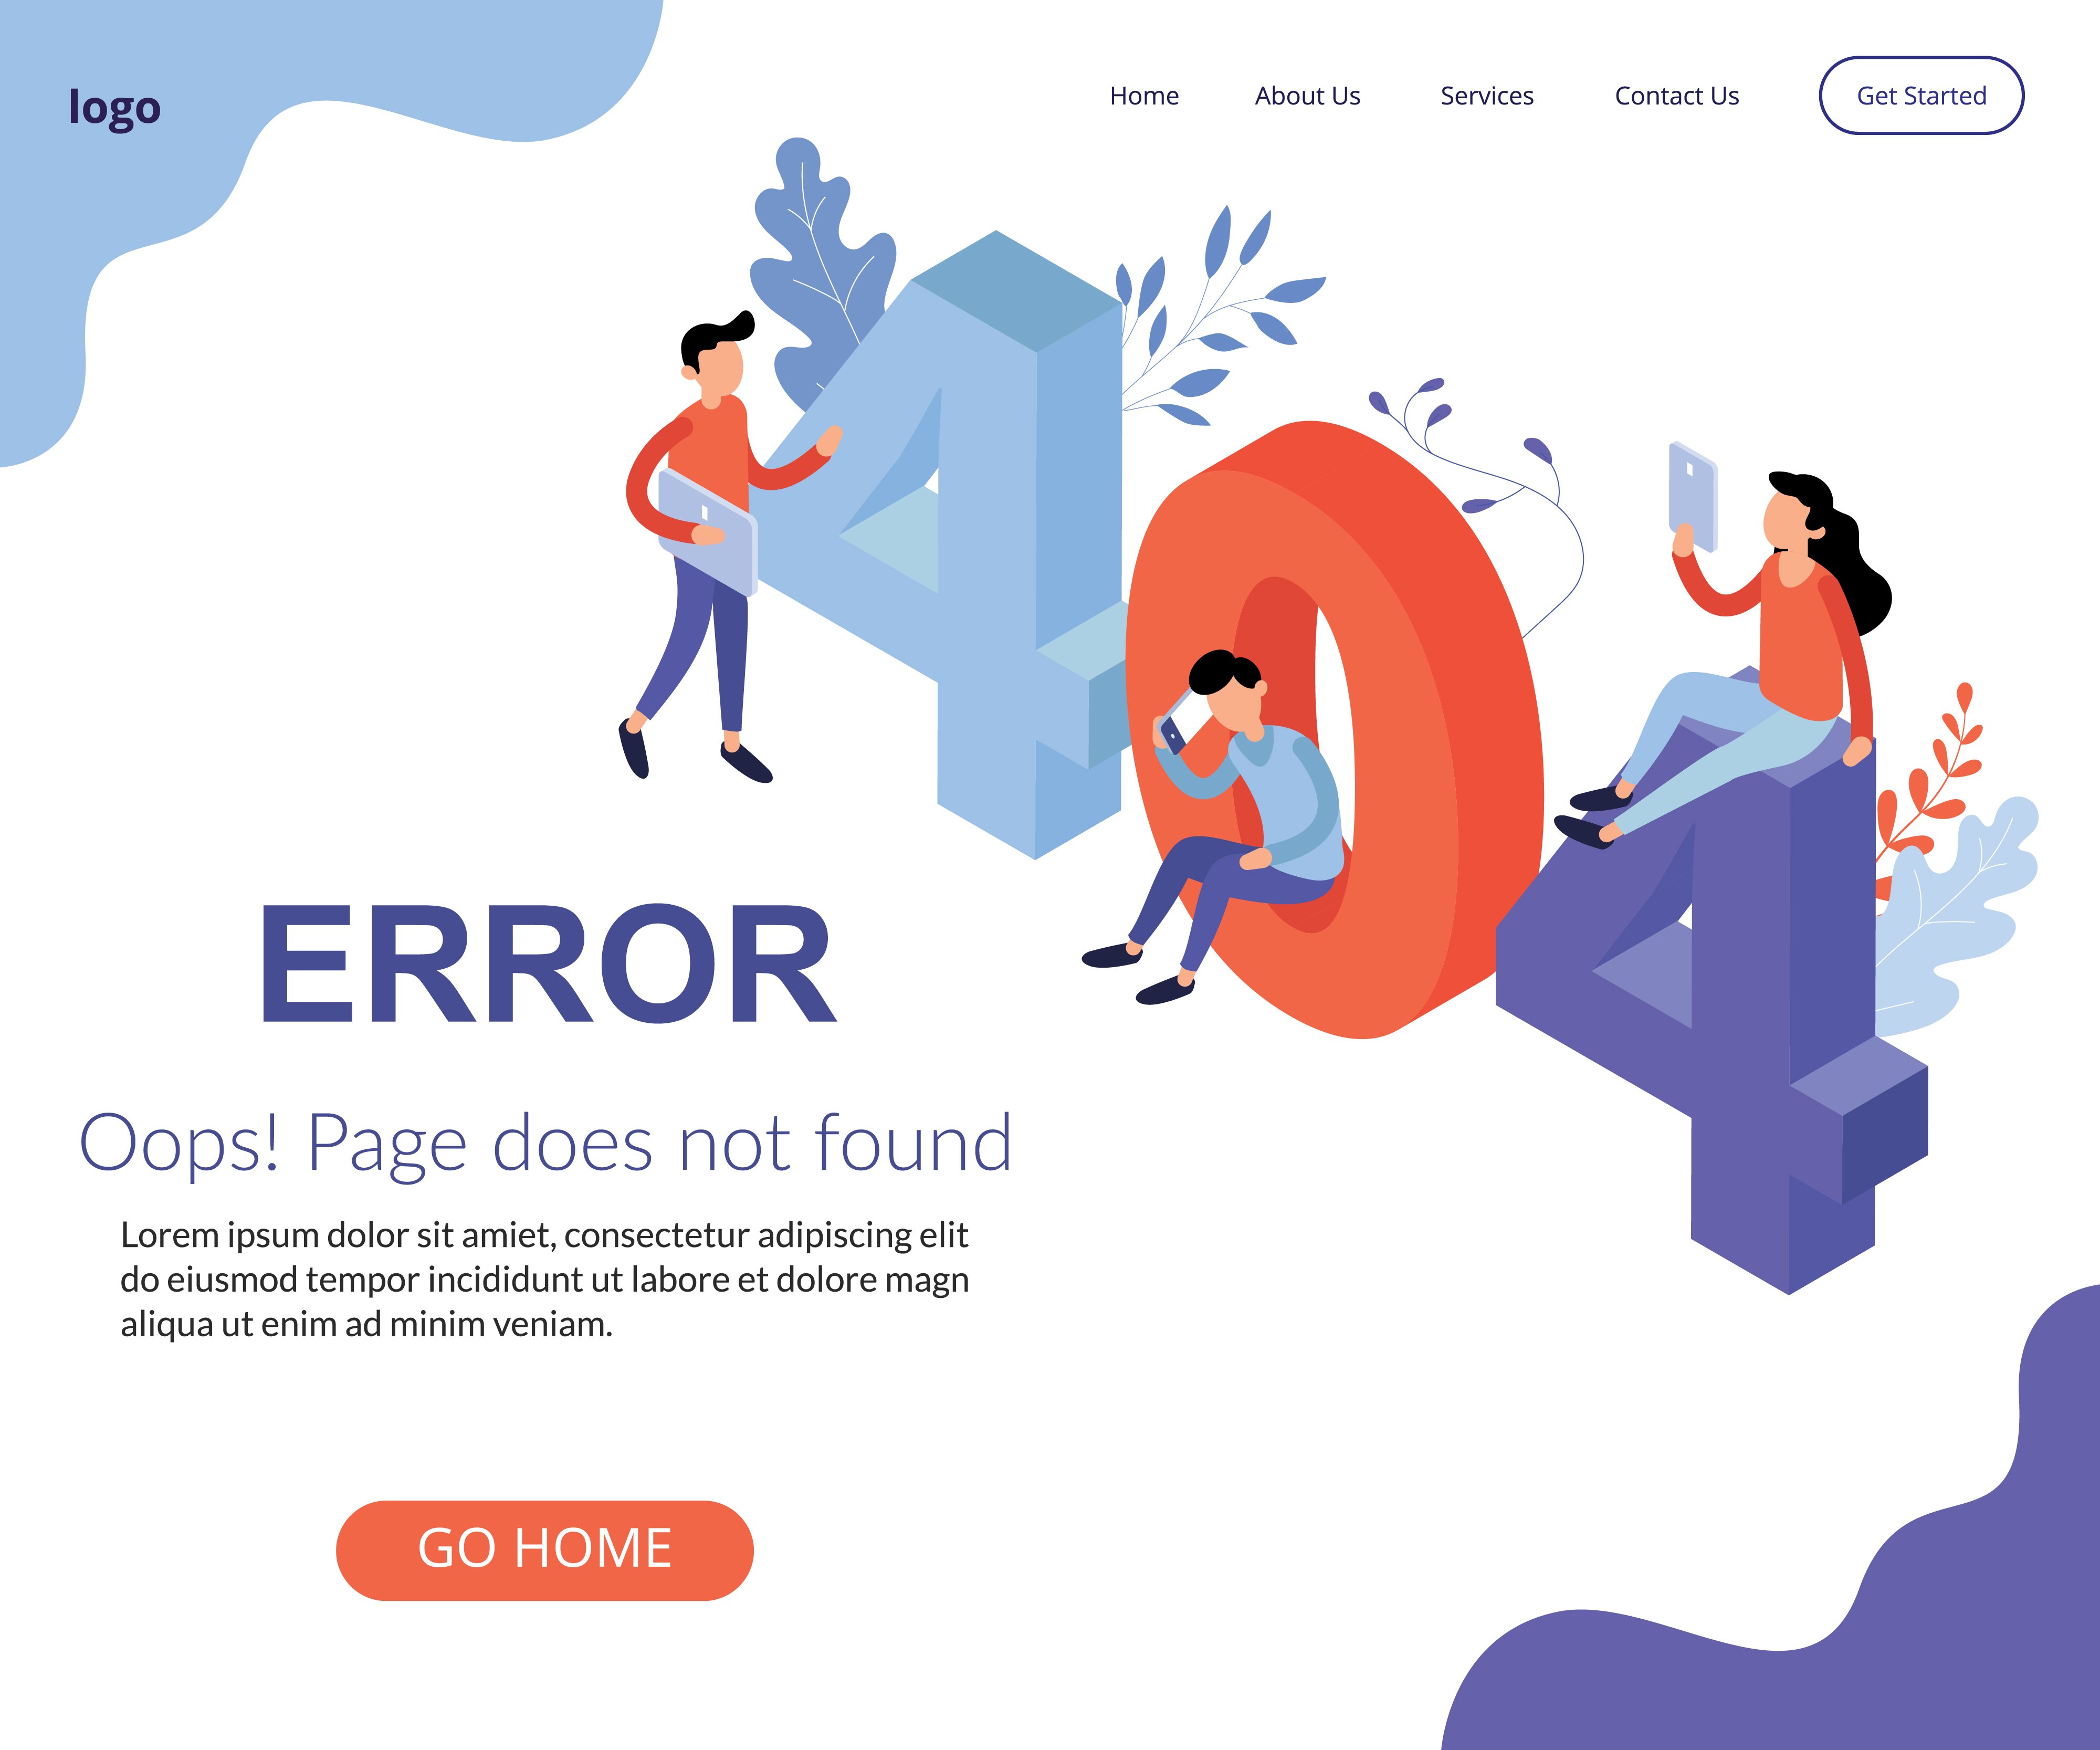 logo
Home
About Us
Services
Contact Us
Get Started
404
ERROR
Oops! Page does not found
Lorem ipsum dolor sit amiet, consectetur adipiscing elit
do eiusmod tempor incididunt ut labore et dolore magn
aliqua ut enim ad minim veniam.
GO HOME